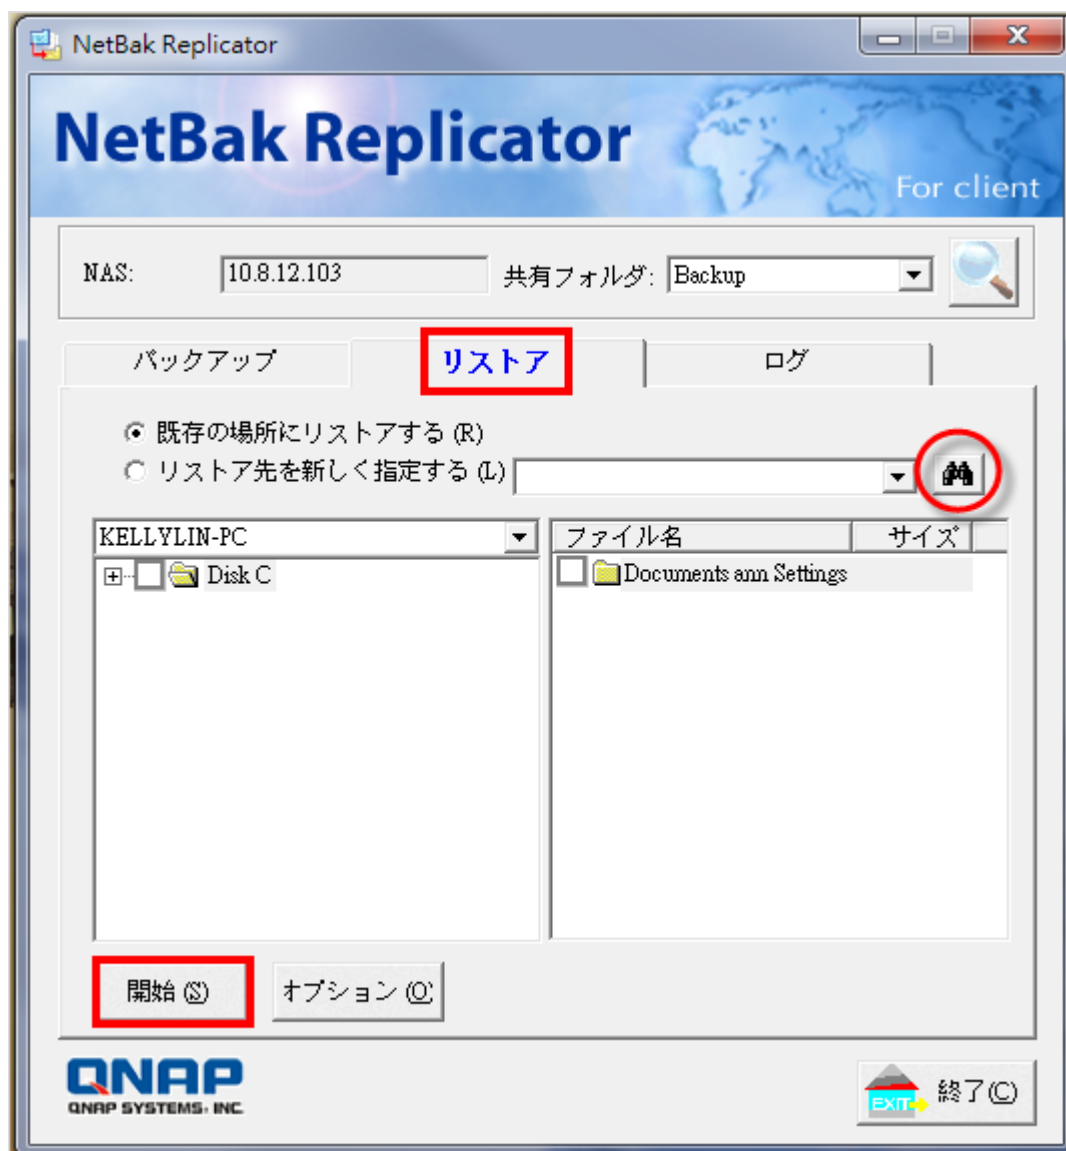 NetBak Replicator
NetBak Replicator
For client
NAS: 10.8.12.103 共有フォルダ: Backup
バックアップ リストア ログ
既存の場所にリストアする (R)
リストア先を新しく指定する (L)
KELLYLIN-PC ファイル名 サイズ
Disk C Documents ann Settings
開始 (S) オプション (O)
QNAP
QNAP SYSTEMS, INC.
EXIT 終了(C)